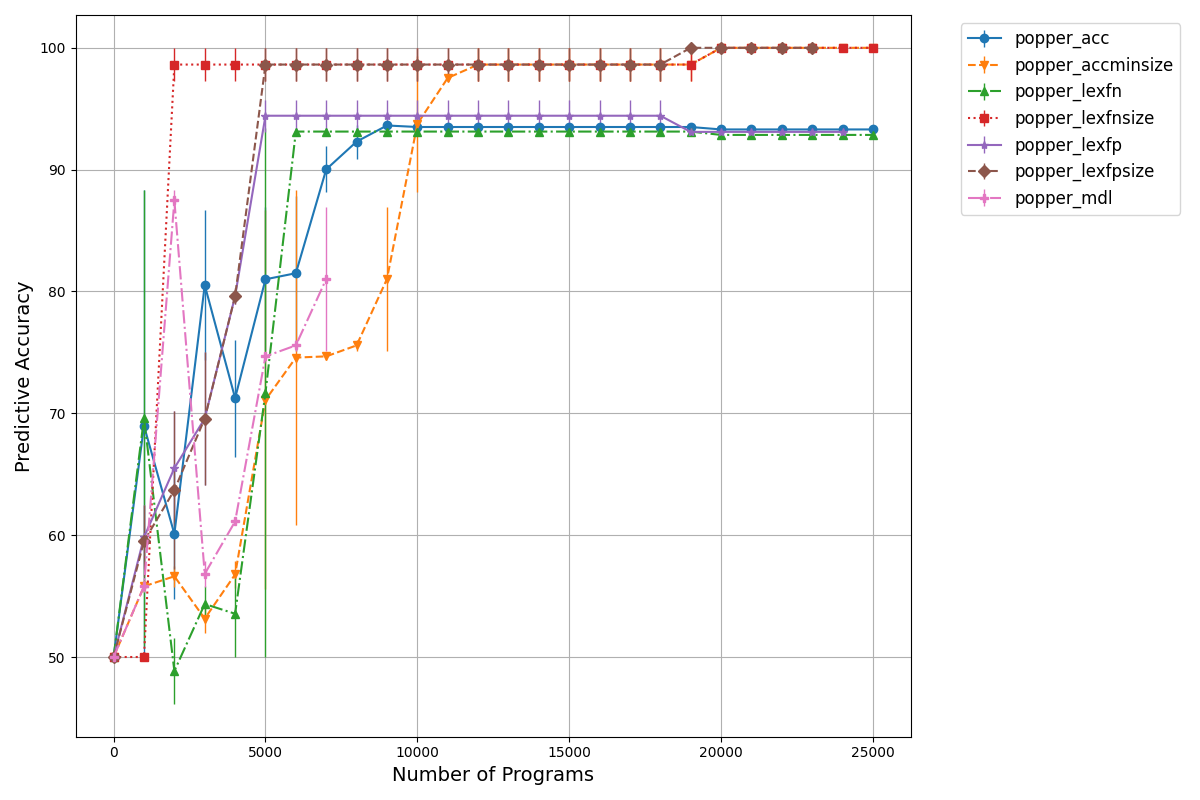 100
90
80
70
60
50
Predictive Accuracy
0
5000
10000
15000
20000
25000
Number of Programs
popper_acc
popper_accminsize
popper_lexfn
popper_lexfnsize
popper_lexfp
popper_lexfpsize
popper_mdl